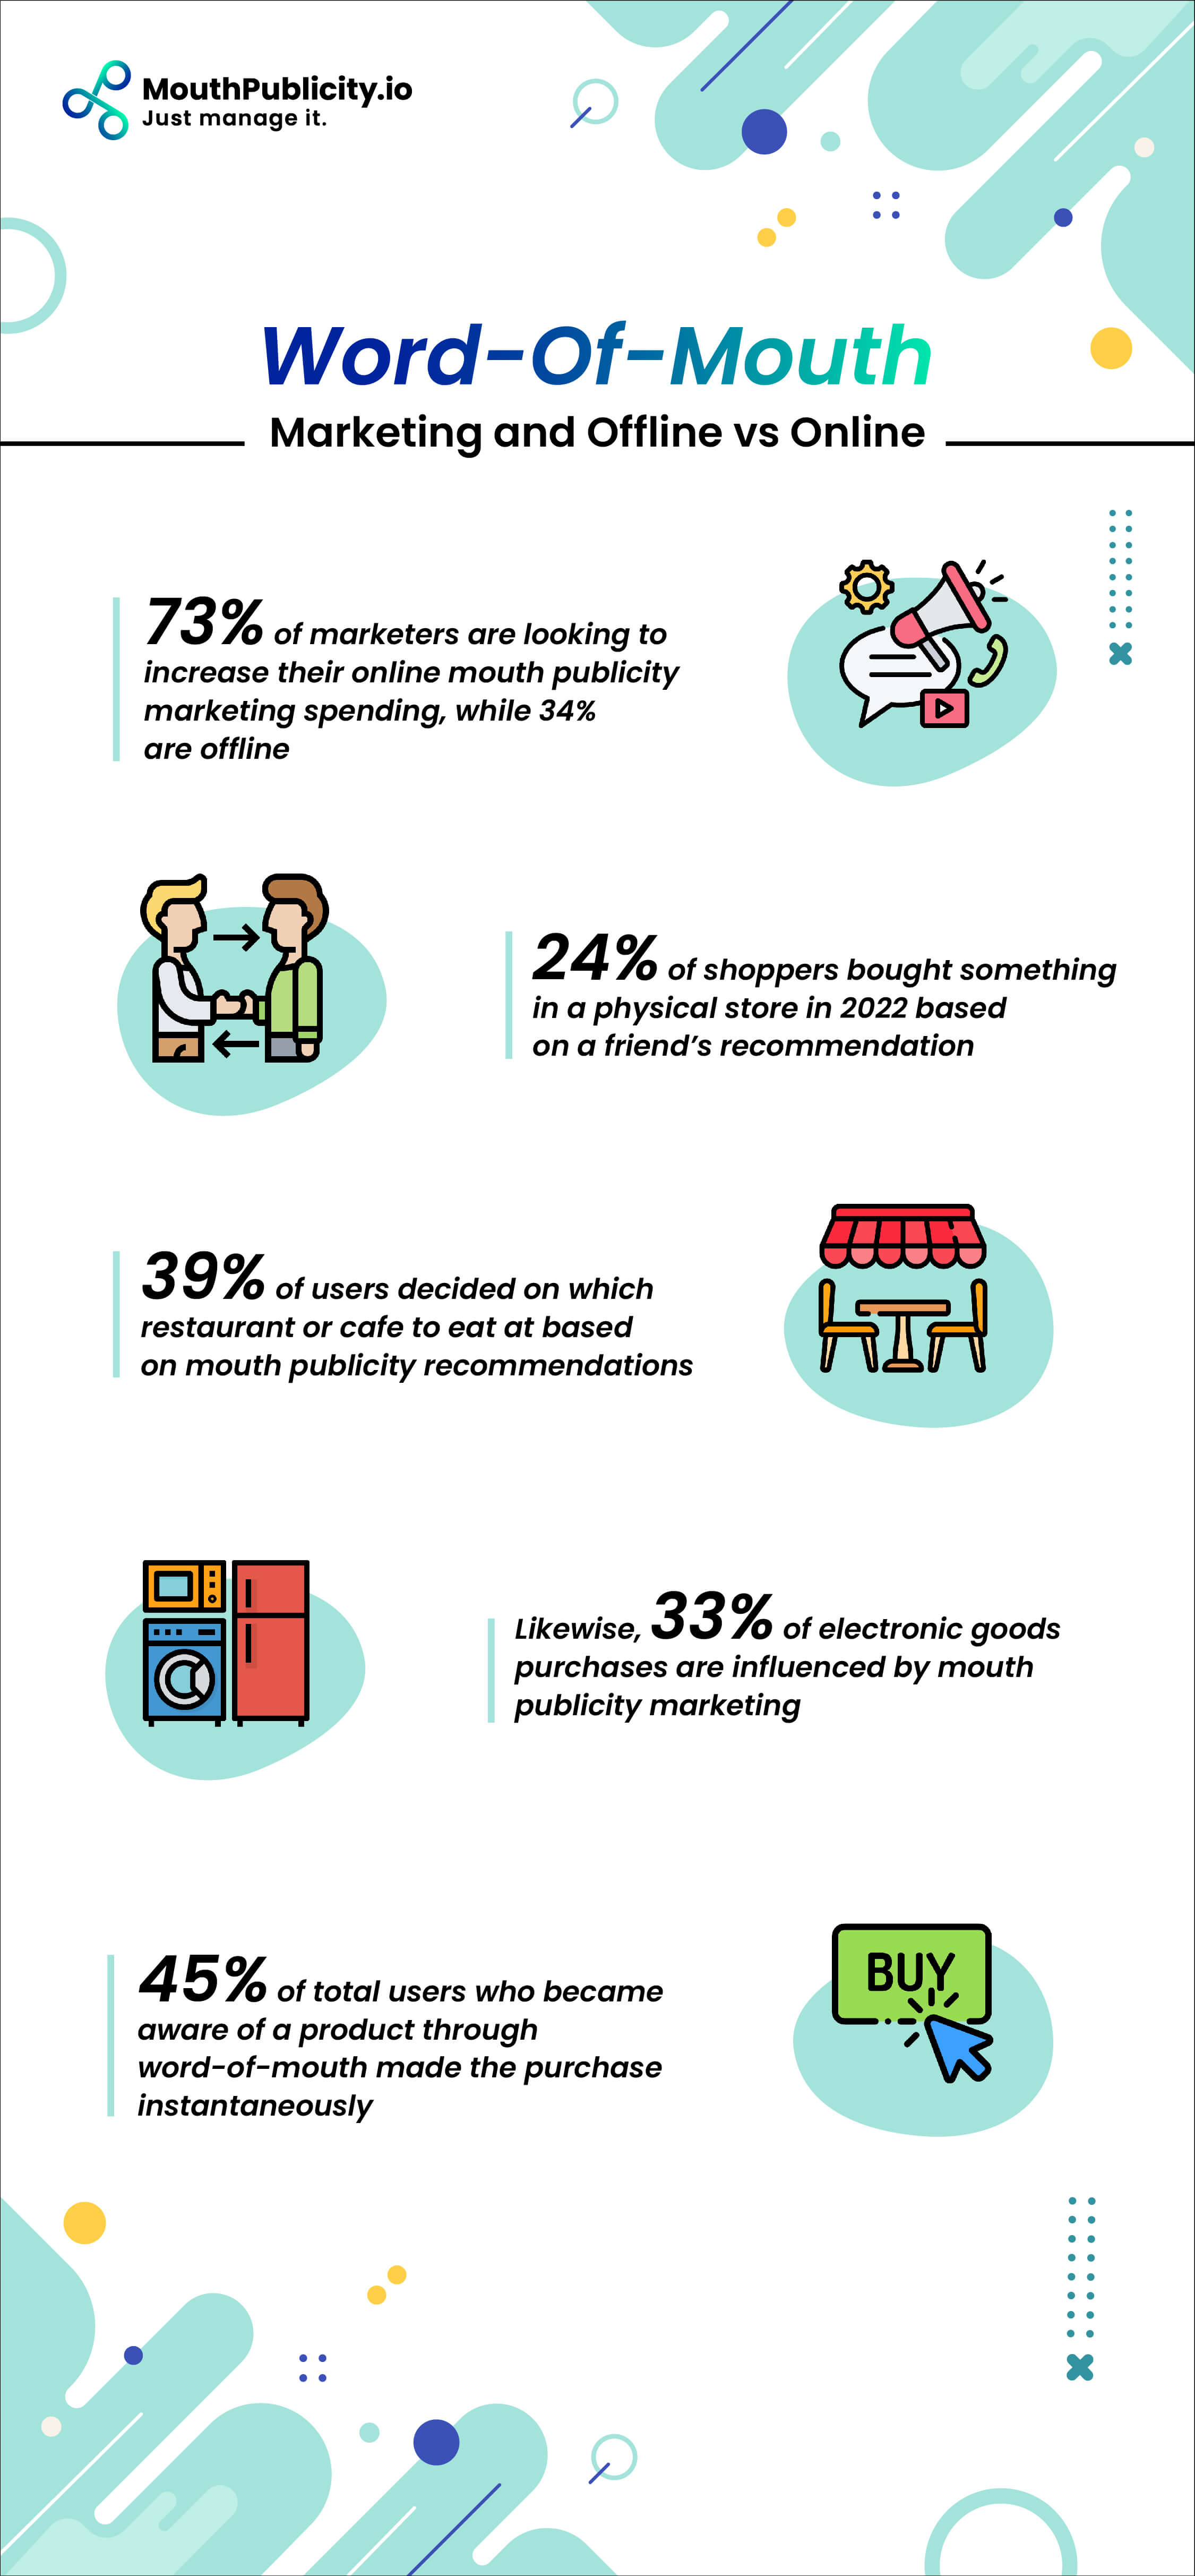 MouthPublicity.io
Just manage it.
Word-Of-Mouth
Marketing and Offline vs Online
73% of marketers are looking to
increase their online mouth publicity
marketing spending, while 34%
are offline
24% of shoppers bought something
in a physical store in 2022 based
on a friend’s recommendation
39% of users decided on which
restaurant or cafe to eat at based
on mouth publicity recommendations
Likewise, 33% of electronic goods
purchases are influenced by mouth
publicity marketing
BUY
45% of total users who became
aware of a product through
word-of-mouth made the purchase
instantaneously